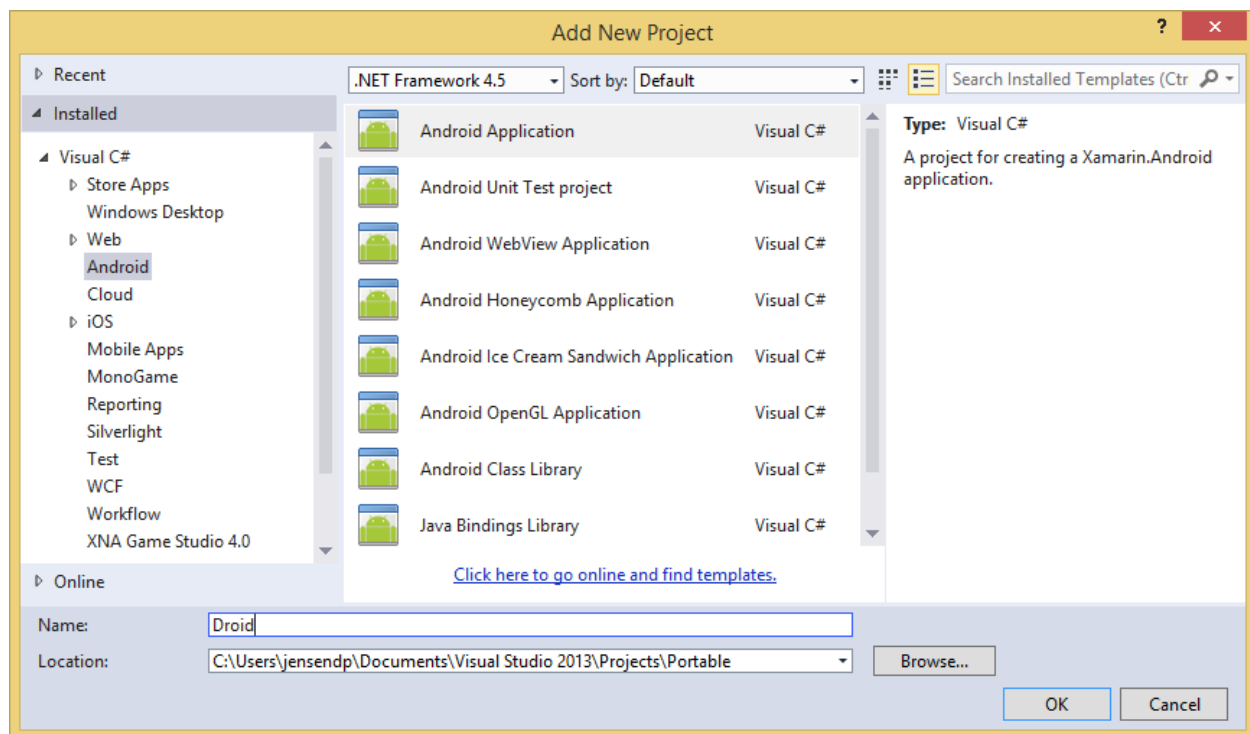 Add New Project
?
Recent
.NET Framework 4.5 Sort by: Default Search Installed Templates (Ctr
Installed
Visual C#
Store Apps
Windows Desktop
Web
Android
Cloud
iOS
Mobile Apps
MonoGame
Reporting
Silverlight
Test
WCF
Workflow
XNA Game Studio 4.0
Online
Android Application Visual C#
Android Unit Test project Visual C#
Android WebView Application Visual C#
Android Honeycomb Application Visual C#
Android Ice Cream Sandwich Application Visual C#
Android OpenGL Application Visual C#
Android Class Library Visual C#
Java Bindings Library Visual C#
Click here to go online and find templates.
Type: Visual C#
A project for creating a Xamarin.Android
application.
Name: Droid
Location: C:\Users\jensendp\Documents\Visual Studio 2013\Projects\Portable Browse...
OK Cancel